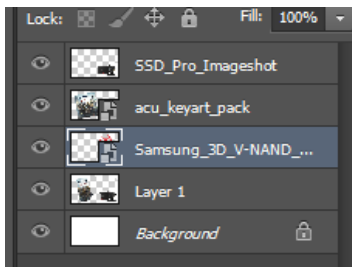 Lock: Fill: 100%
SSD_Pro_Imageshot
acu_keyart_pack
Samsung_3D_V-NAND_...
Layer 1
Background